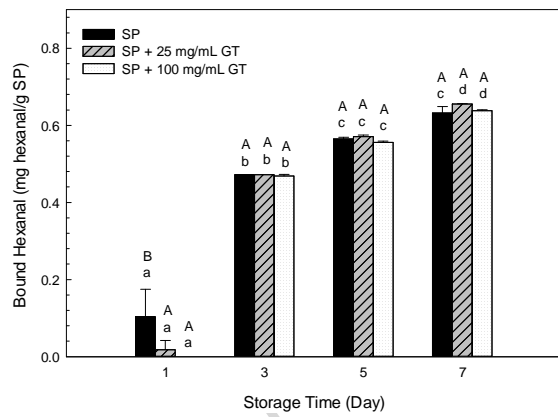 SP
SP + 25 mg/mL GT
SP + 100 mg/mL GT
Bound Hexanal (mg hexanal/g SP)
0.8
0.6
0.4
0.2
0.0
B
a
A
a
A
a
A
b
A
b
A
b
A
c
A
c
A
c
A
c
A
d
A
d
1
3
5
7
Storage Time (Day)